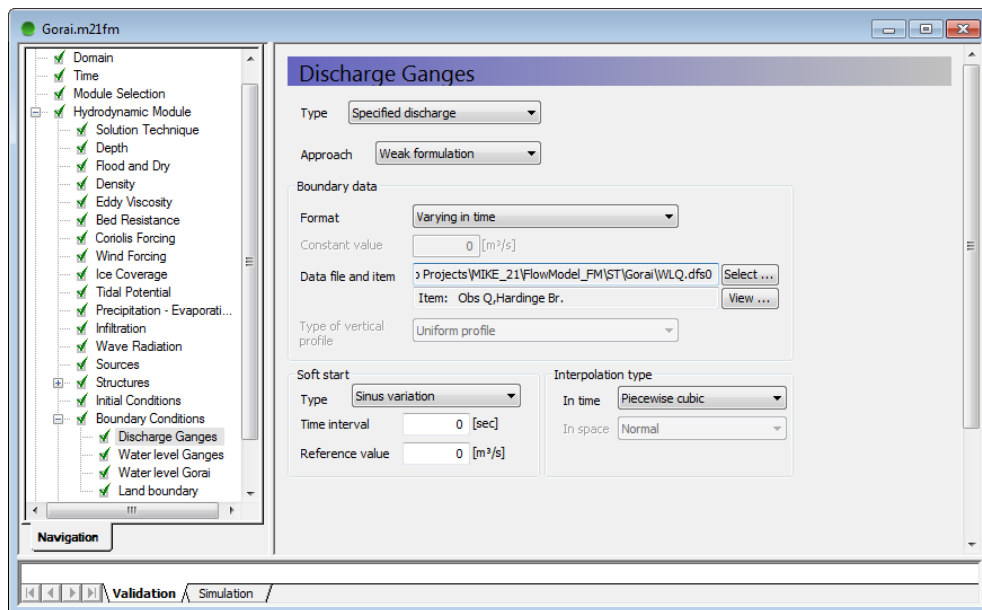 Gorai.m21fm
Domain
Time
Module Selection
Hydrodynamic Module
Solution Technique
Depth
Flood and Dry
Density
Eddy Viscosity
Bed Resistance
Coriolis Forcing
Wind Forcing
Ice Coverage
Tidal Potential
Precipitation - Evaporati...
Infiltration
Wave Radiation
Sources
Structures
Initial Conditions
Boundary Conditions
Discharge Ganges
Water level Ganges
Water level Gorai
Land boundary
Navigation
Discharge Ganges
Type Specified discharge
Approach Weak formulation
Boundary data
Format Varying in time
Constant value 0 [m³/s]
Data file and item Projects\MIKE_21\FlowModel_FM\ST\Gorai\WLQ.dfs0 Select ...
Item: Obs Q,Hardinge Br. View ...
Type of vertical profile Uniform profile
Soft start
Type Sinus variation
Time interval 0 [sec]
Reference value 0 [m³/s]
Interpolation type
In time Piecewise cubic
In space Normal
Validation Simulation